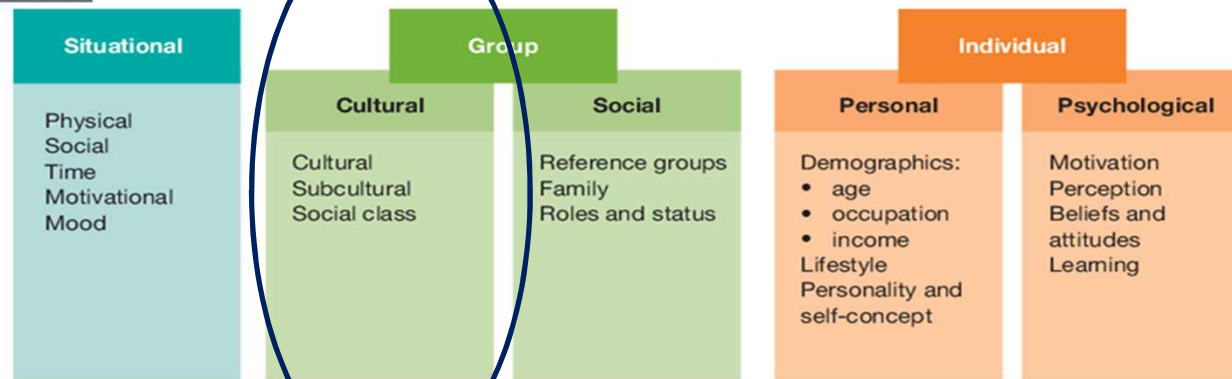 Situational
Physical
Social
Time
Motivational
Mood
Group
Cultural
Cultural
Subcultural
Social class
Social
Reference groups
Family
Roles and status
Individual
Personal
Demographics:
• age
• occupation
• income
Lifestyle
Personality and
self-concept
Psychological
Motivation
Perception
Beliefs and
attitudes
Learning